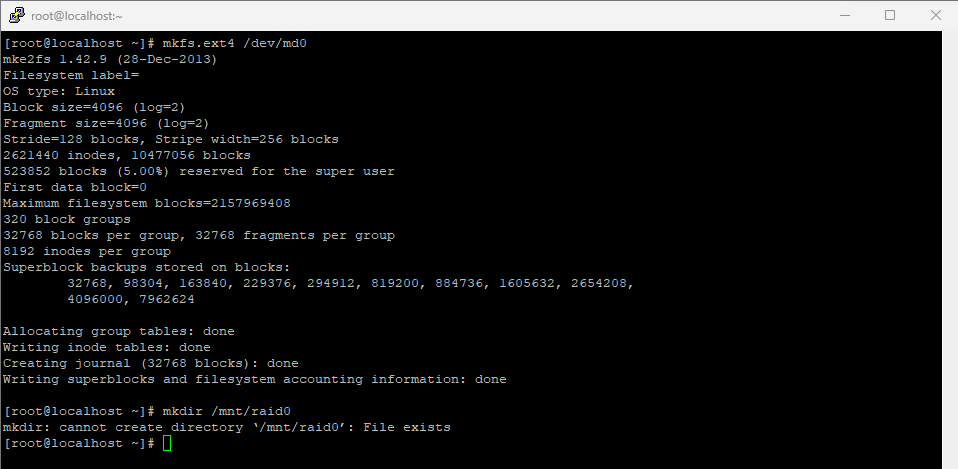 root@localhost:~
[root@localhost ~]# mkfs.ext4 /dev/md0
mke2fs 1.42.9 (28-Dec-2013)
Filesystem label=
OS type: Linux
Block size=4096 (log=2)
Fragment size=4096 (log=2)
Stride=128 blocks, Stripe width=256 blocks
2621440 inodes, 10477056 blocks
523852 blocks (5.00%) reserved for the super user
First data block=0
Maximum filesystem blocks=2157969408
320 block groups
32768 blocks per group, 32768 fragments per group
8192 inodes per group
Superblock backups stored on blocks:
        32768, 98304, 163840, 229376, 294912, 819200, 884736, 1605632, 2654208,
        4096000, 7962624

Allocating group tables: done
Writing inode tables: done
Creating journal (32768 blocks): done
Writing superblocks and filesystem accounting information: done

[root@localhost ~]# mkdir /mnt/raid0
mkdir: cannot create directory ‘/mnt/raid0’: File exists
[root@localhost ~]#